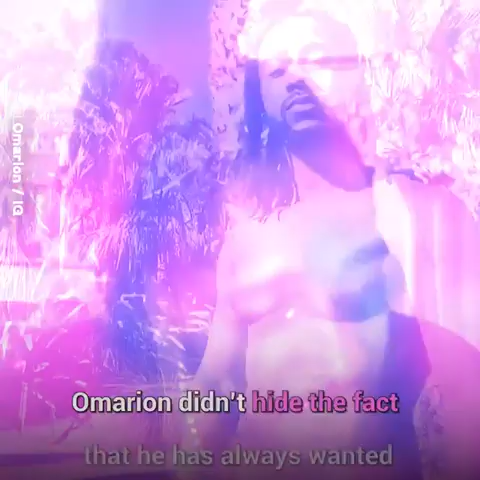 Omarion / IG
Omarion didn't hide the fact
that he has always wanted